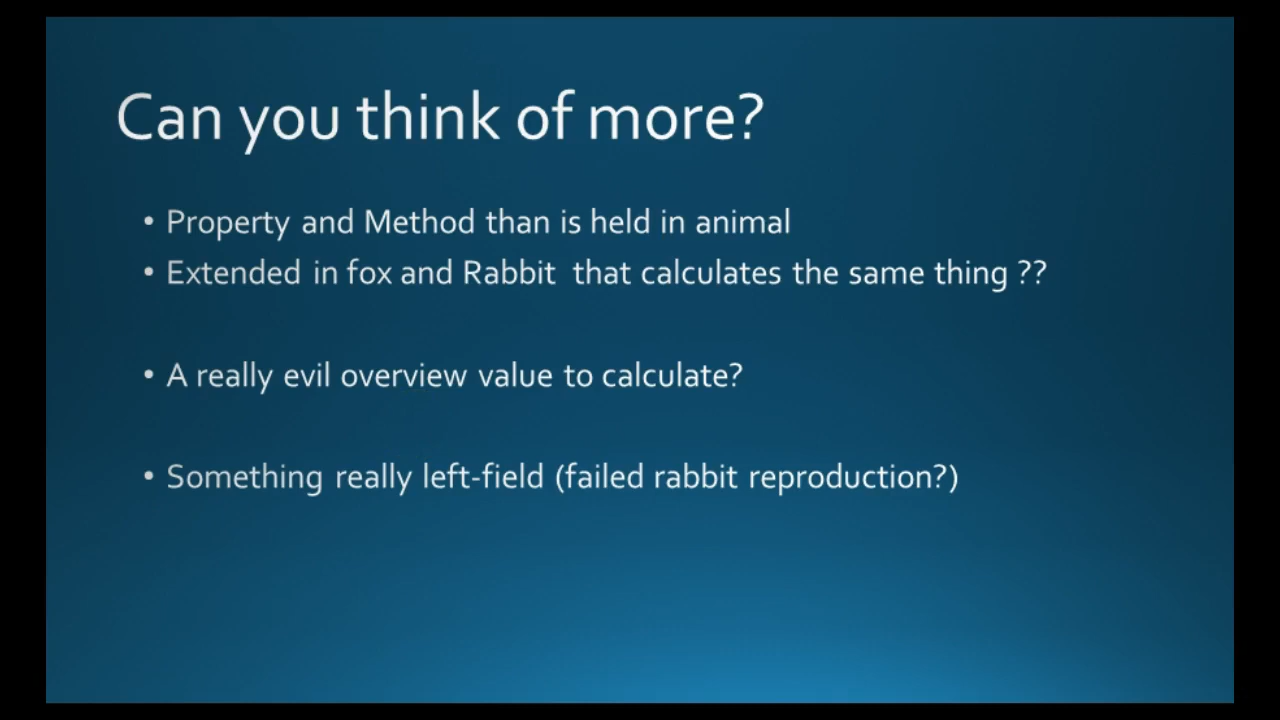 Can you think of more?
• Property and Method than is held in animal
• Extended in fox and Rabbit that calculates the same thing ??
• A really evil overview value to calculate?
• Something really left-field (failed rabbit reproduction?)